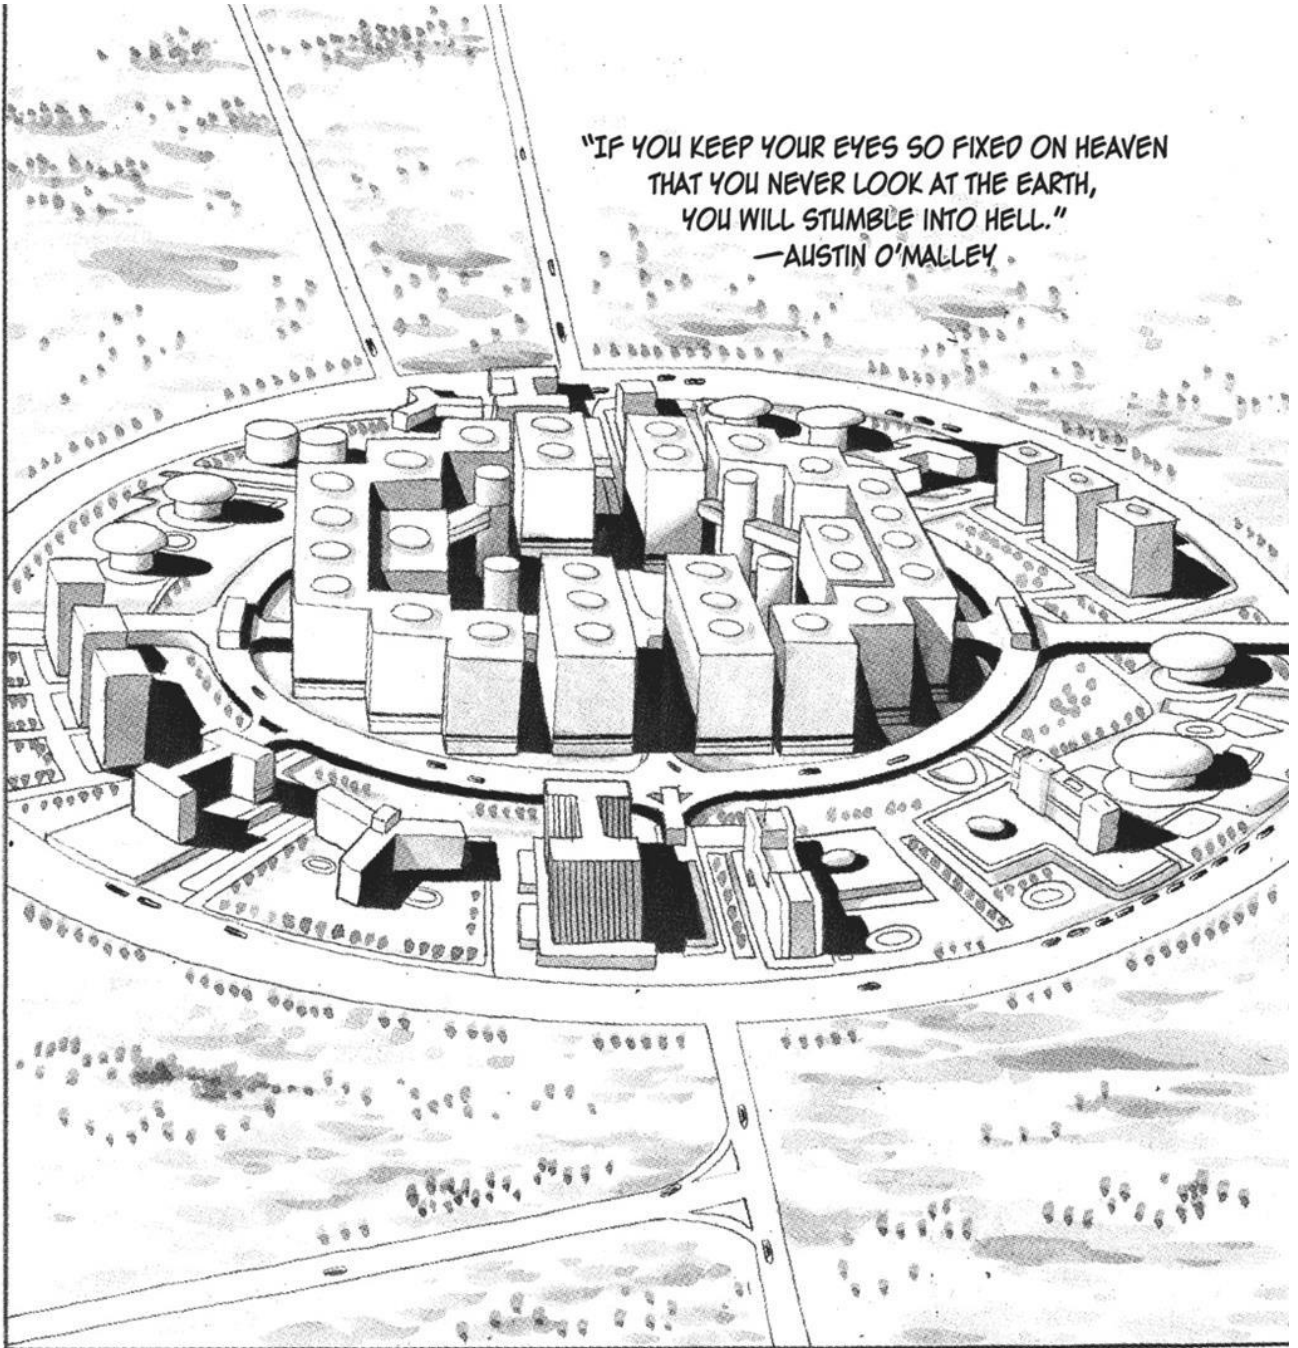 "IF YOU KEEP YOUR EYES SO FIXED ON HEAVEN
THAT YOU NEVER LOOK AT THE EARTH,
YOU WILL STUMBLE INTO HELL."
—AUSTIN O'MALLEY